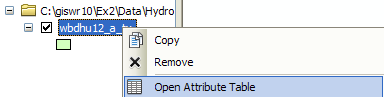 C:\giswr10\Ex2\Data\Hydro
wbdhu12_a_
Copy
Remove
Open Attribute Table